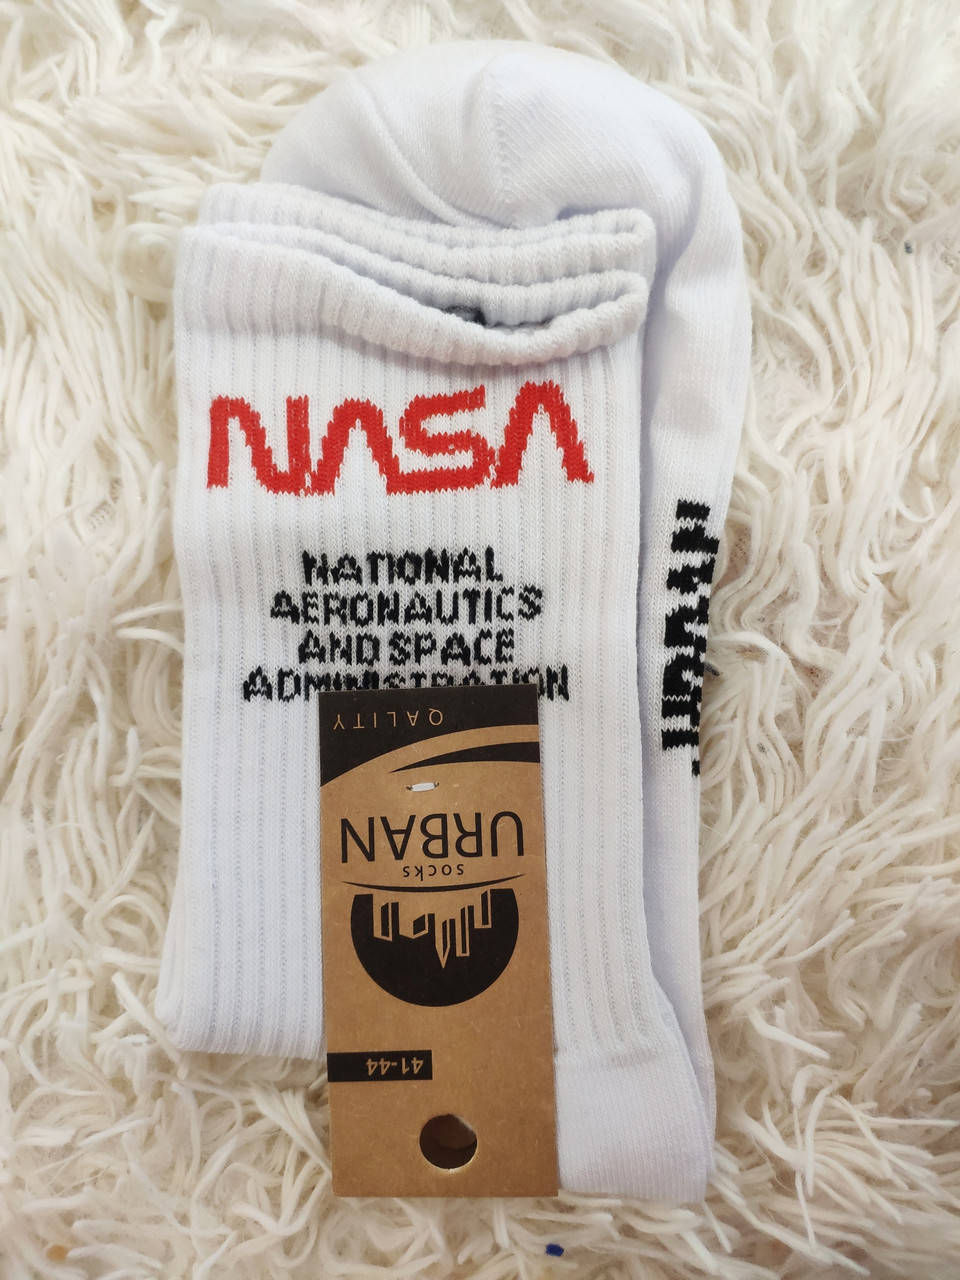 NASA
NATIONAL
AERONAUTICS
AND SPACE
ADMINISTRATION
QALITY
URBAN
SOCKS
41-44